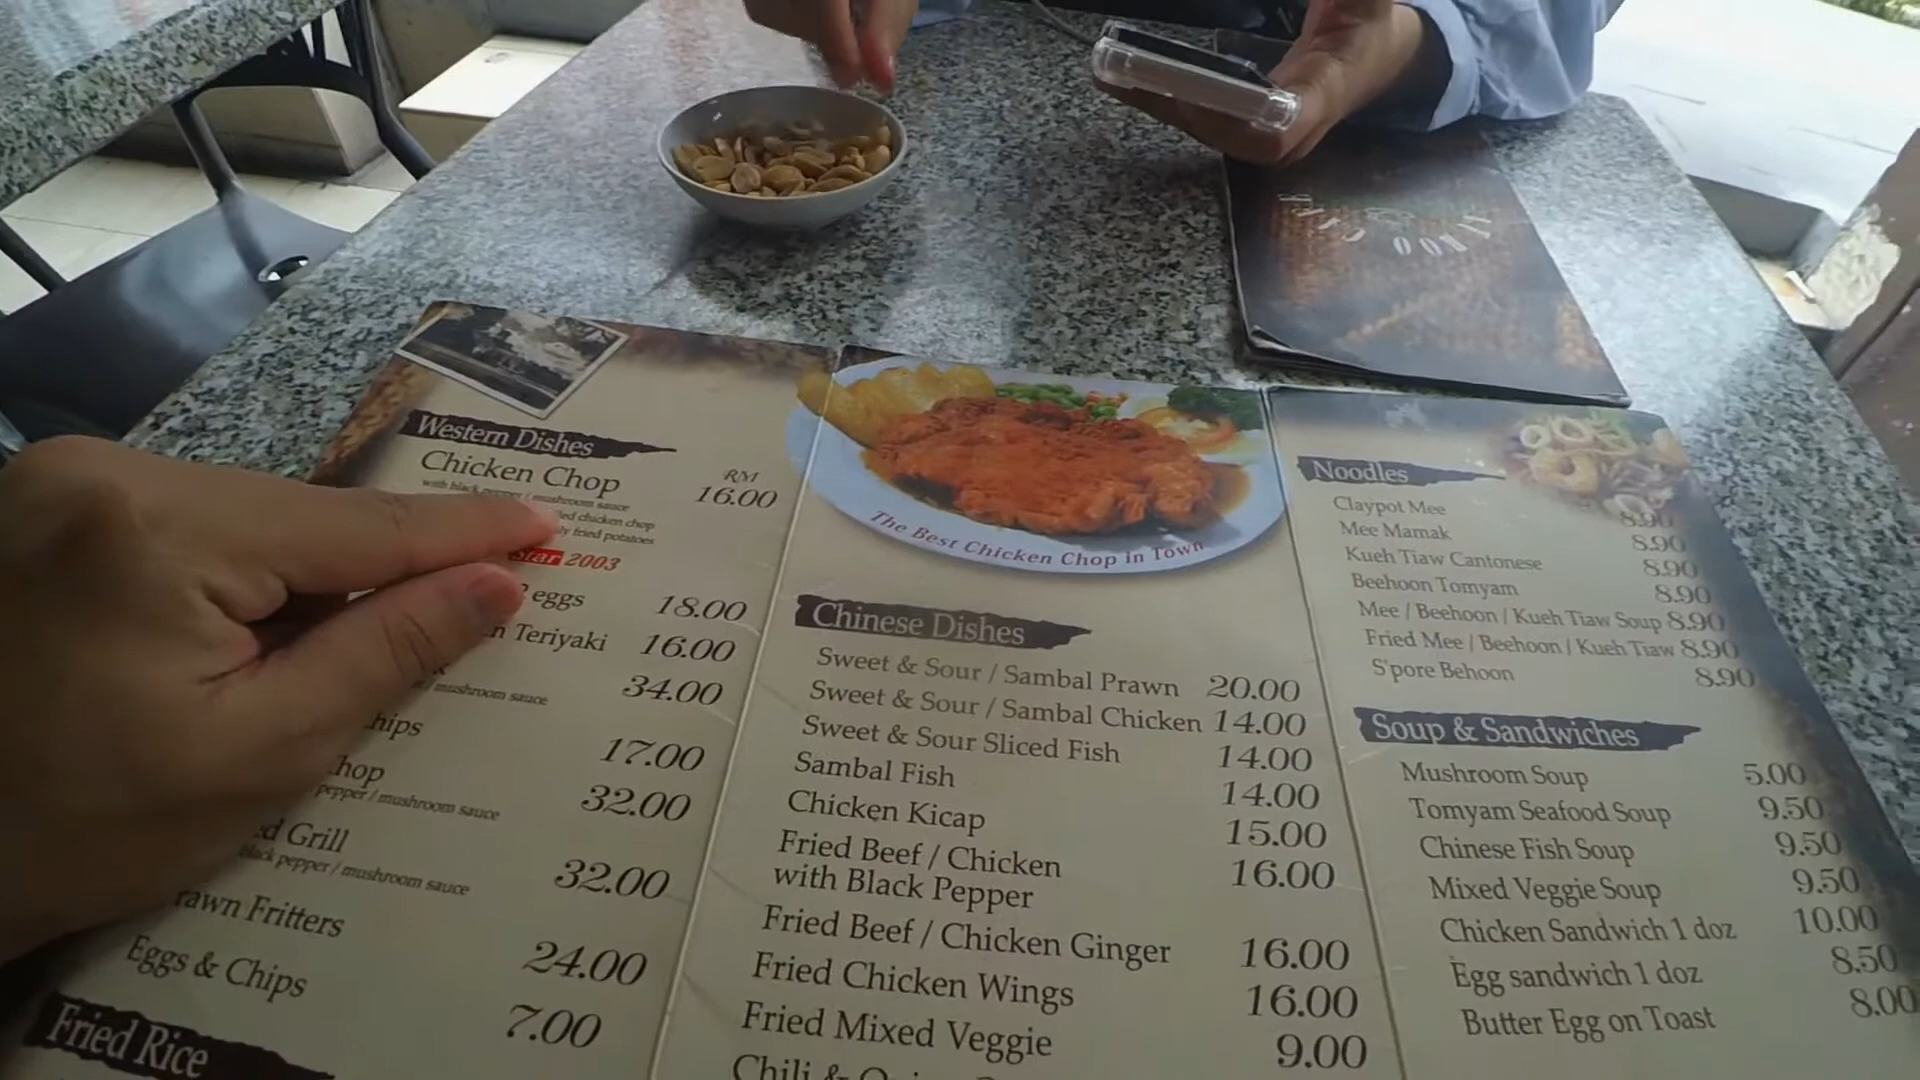 Western Dishes
RM
Chicken Chop 16.00
with black pepper / mushroom sauce
chicken chop
fried potatoes
Star 2003
eggs 18.00
Teriyaki 16.00
34.00
mushroom sauce
17.00
32.00
pepper / mushroom sauce
Grill 32.00
black pepper / mushroom sauce
Fritters 24.00
Eggs & Chips 7.00
Fried Rice
The Best Chicken Chop in Town
Chinese Dishes
Sweet & Sour / Sambal Prawn 20.00
Sweet & Sour / Sambal Chicken 14.00
Sweet & Sour Sliced Fish 14.00
Sambal Fish 14.00
Chicken Kicap 15.00
Fried Beef / Chicken 16.00
with Black Pepper
Fried Beef / Chicken Ginger 16.00
Fried Chicken Wings 16.00
Fried Mixed Veggie 9.00
Chili &
Noodles
Claypot Mee 8.90
Mee Mamak 8.90
Kueh Tiaw Cantonese 8.90
Beehoon Tomyam 8.90
Mee / Beehoon / Kueh Tiaw Soup 8.90
Fried Mee / Beehoon / Kueh Tiaw 8.90
S'pore Behoon 8.90
Soup & Sandwiches
Mushroom Soup 5.00
Tomyam Seafood Soup 9.50
Chinese Fish Soup 9.50
Mixed Veggie Soup 9.50
Chicken Sandwich 1 doz 10.00
Egg sandwich 1 doz 8.50
Butter Egg on Toast 8.00